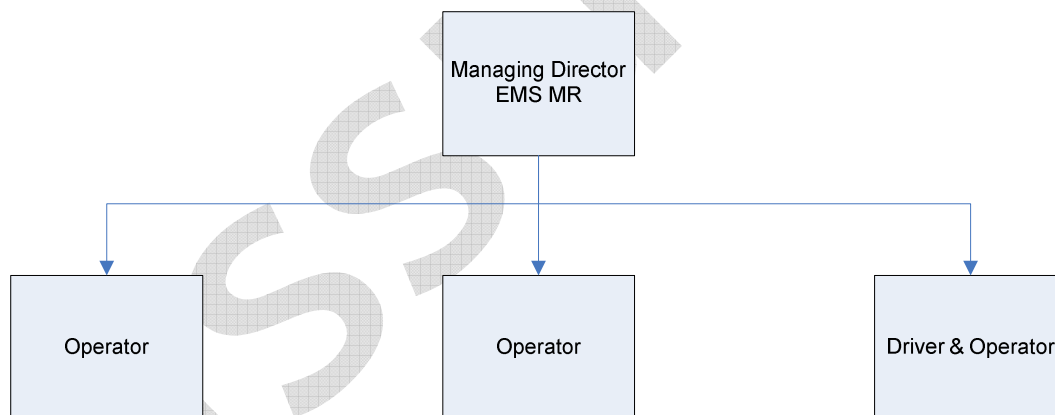 Managing Director
EMS MR
Operator
Operator
Driver & Operator